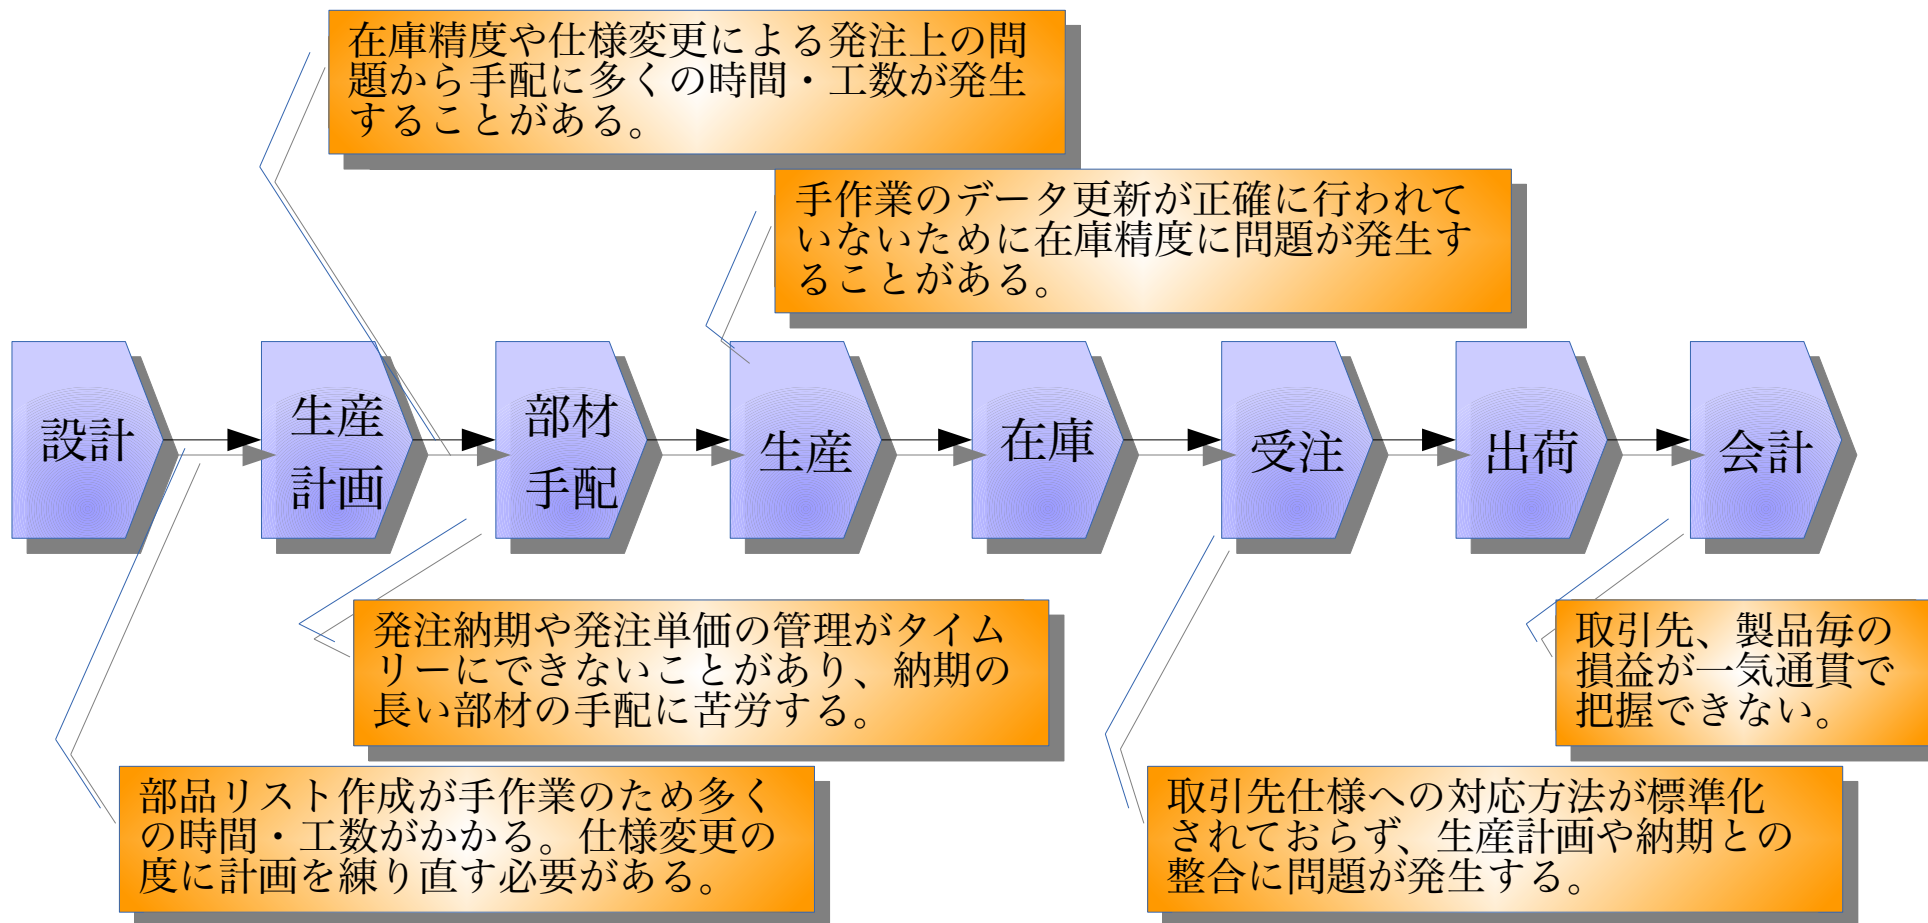 在庫精度や仕様変更による発注上の問
題から手配に多くの時間・工数が発生
することがある。
手作業のデータ更新が正確に行われて
いないために在庫精度に問題が発生す
ることがある。
設計
生産
計画
部材
手配
生産
在庫
受注
出荷
会計
発注納期や発注単価の管理がタイム
リーにできないことがあり、納期の
長い部材の手配に苦労する。
取引先、製品毎の
損益が一気通貫で
把握できない。
部品リスト作成が手作業のため多く
の時間・工数がかかる。仕様変更の
度に計画を練り直す必要がある。
取引先仕様への対応方法が標準化
されておらず、生産計画や納期との
整合に問題が発生する。